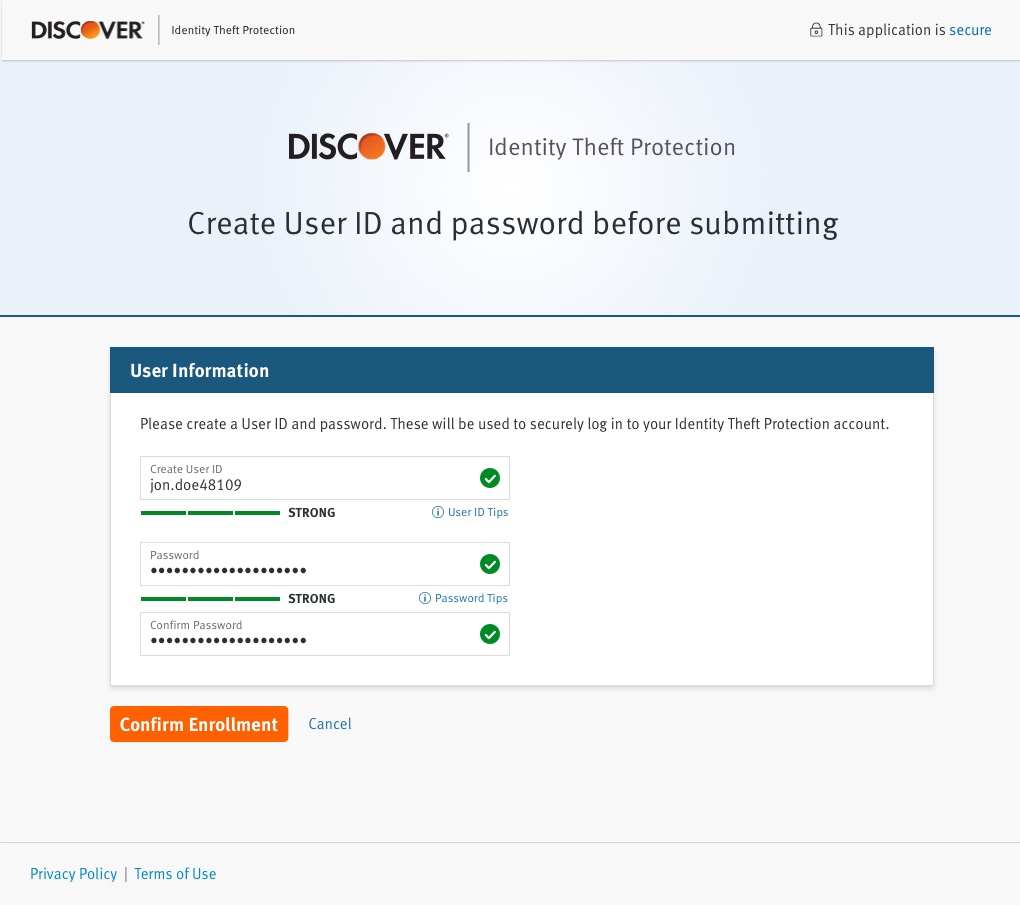 DISCOVER® Identity Theft Protection
This application is secure
DISCOVER® Identity Theft Protection
Create User ID and password before submitting
User Information
Please create a User ID and password. These will be used to securely log in to your Identity Theft Protection account.
Create User ID
jon.doe48109
STRONG
User ID Tips
Password
••••••••••••••••••••
STRONG
Password Tips
Confirm Password
••••••••••••••••••••
Confirm Enrollment
Cancel
Privacy Policy | Terms of Use